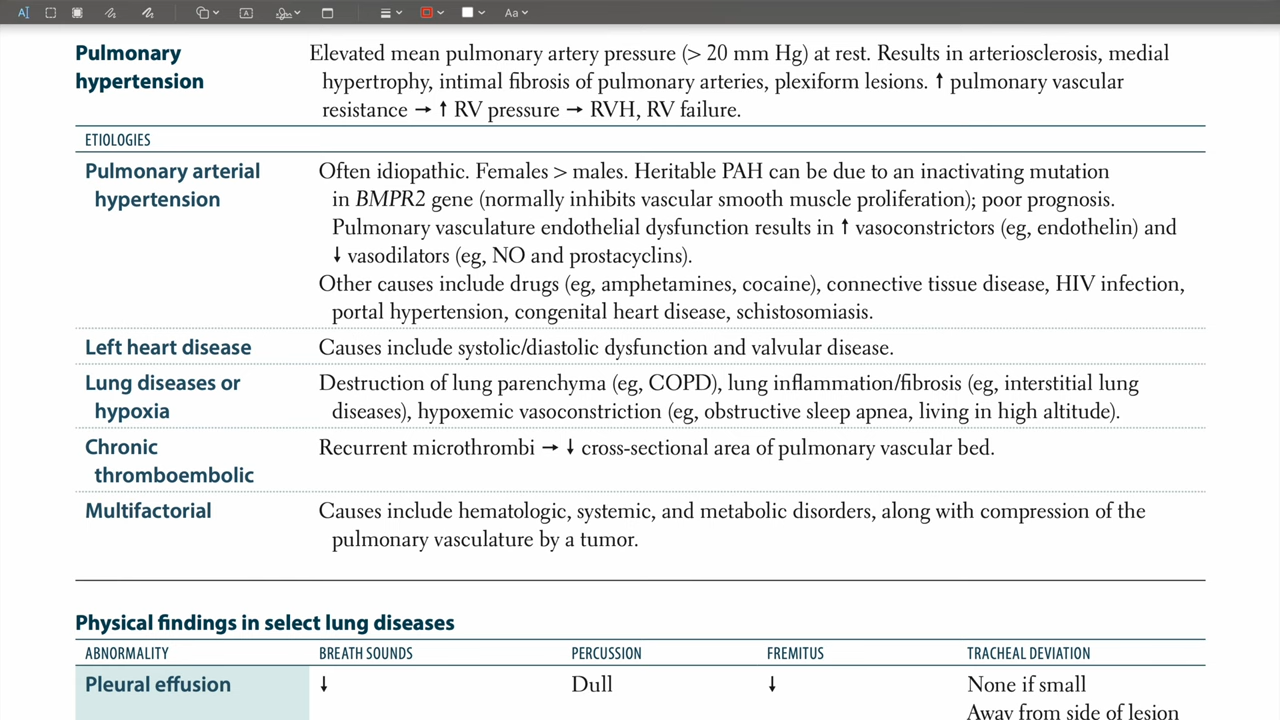 Pulmonary
hypertension
Elevated mean pulmonary artery pressure (> 20 mm Hg) at rest. Results in arteriosclerosis, medial
hypertrophy, intimal fibrosis of pulmonary arteries, plexiform lesions. ↑ pulmonary vascular
resistance → ↑ RV pressure → RVH, RV failure.
ETIOLOGIES
Pulmonary arterial
hypertension
Often idiopathic. Females > males. Heritable PAH can be due to an inactivating mutation
in BMPR2 gene (normally inhibits vascular smooth muscle proliferation); poor prognosis.
Pulmonary vasculature endothelial dysfunction results in ↑ vasoconstrictors (eg, endothelin) and
↓ vasodilators (eg, NO and prostacyclins).
Other causes include drugs (eg, amphetamines, cocaine), connective tissue disease, HIV infection,
portal hypertension, congenital heart disease, schistosomiasis.
Left heart disease
Causes include systolic/diastolic dysfunction and valvular disease.
Lung diseases or
hypoxia
Destruction of lung parenchyma (eg, COPD), lung inflammation/fibrosis (eg, interstitial lung
diseases), hypoxemic vasoconstriction (eg, obstructive sleep apnea, living in high altitude).
Chronic
thromboembolic
Recurrent microthrombi → ↓ cross-sectional area of pulmonary vascular bed.
Multifactorial
Causes include hematologic, systemic, and metabolic disorders, along with compression of the
pulmonary vasculature by a tumor.
Physical findings in select lung diseases
ABNORMALITY BREATH SOUNDS PERCUSSION FREMITUS TRACHEAL DEVIATION
Pleural effusion ↓ Dull ↓ None if small
Away from side of lesion
A
A
Aa